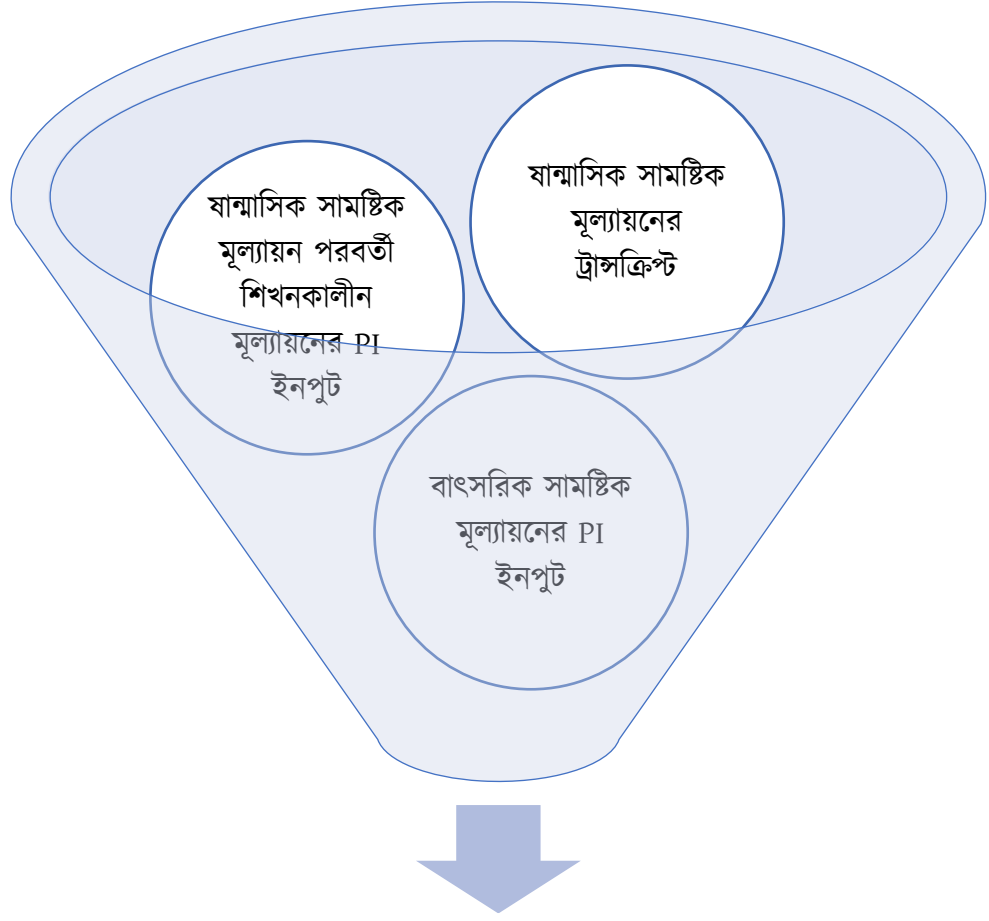 ষান্মাসিক সামষ্টিক
মূল্যায়ন পরবর্তী
শিখনকালীন
মূল্যায়নের PI
ইনপুট
ষান্মাসিক সামষ্টিক
মূল্যায়নের
ট্রান্সক্রিপ্ট
বাৎসরিক সামষ্টিক
মূল্যায়নের PI
ইনপুট